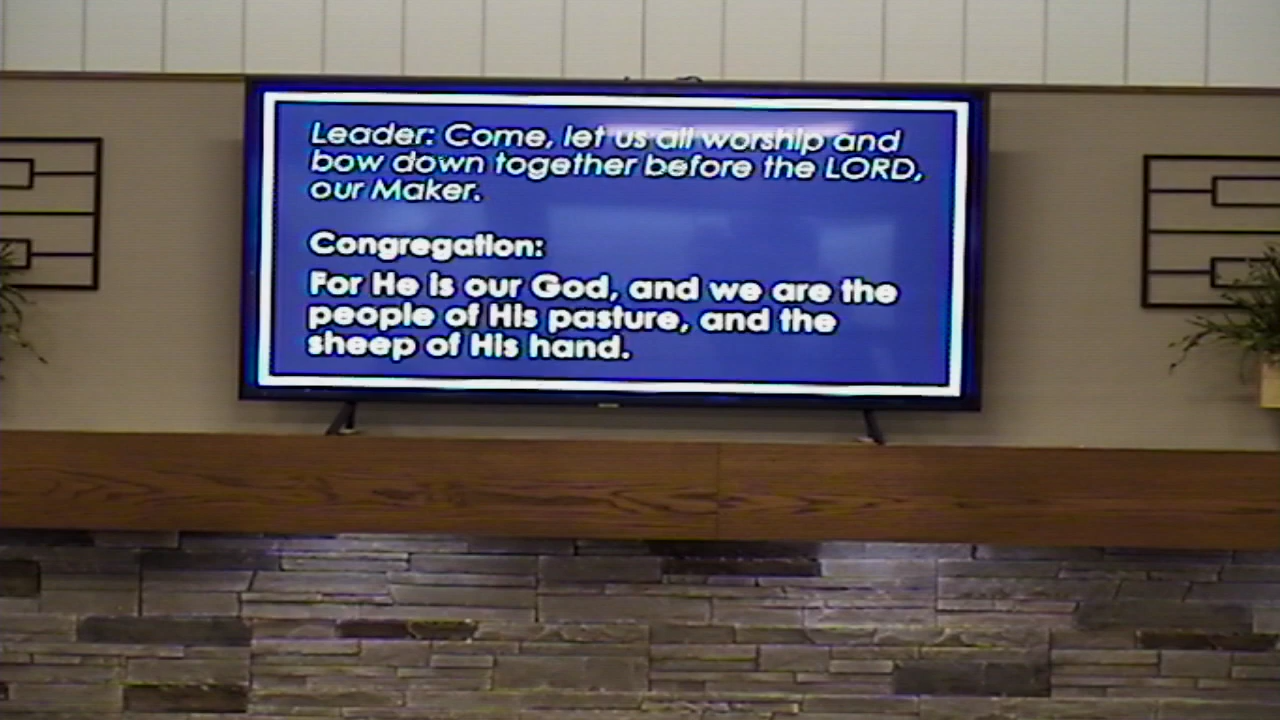 Leader: Come, let us all worship and
bow down together before the LORD,
our Maker.
Congregation:
For He is our God, and we are the
people of His pasture, and the
sheep of His hand.